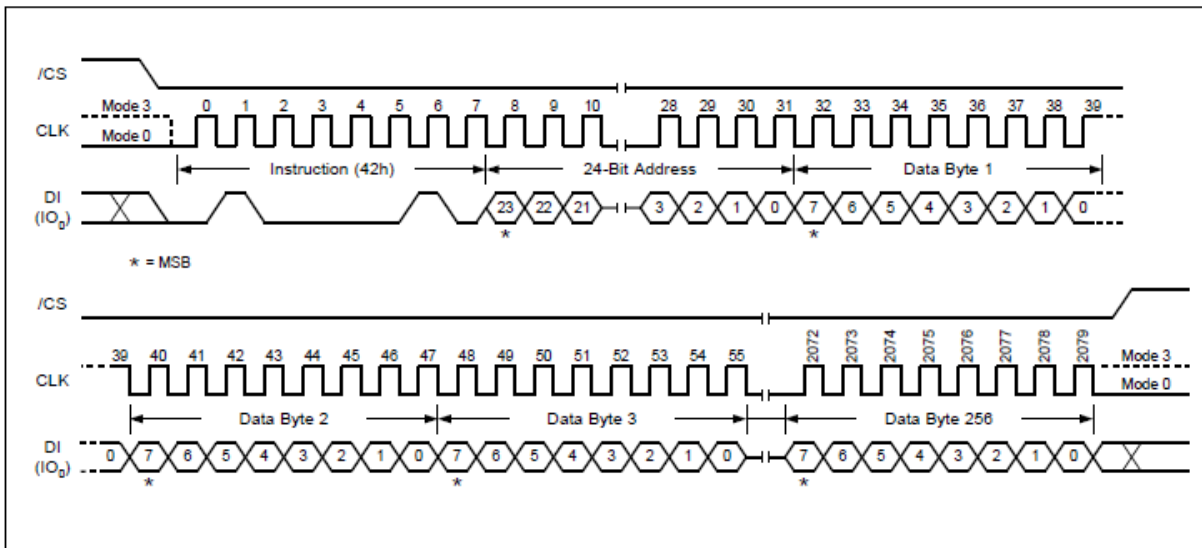 /CS
Mode 3
0 1 2 3 4 5 6 7 8 9 10 28 29 30 31 32 33 34 35 36 37 38 39
CLK
Mode 0
Instruction (42h) 24-Bit Address Data Byte 1
DI
(IO₀)
23 22 21 3 2 1 0 7 6 5 4 3 2 1 0
* *
* = MSB
/CS
39 40 41 42 43 44 45 46 47 48 49 50 51 52 53 54 55 2072 2073 2074 2075 2076 2077 2078 2079
Mode 3
CLK
Mode 0
Data Byte 2 Data Byte 3 Data Byte 256
DI
(IO₀)
0 7 6 5 4 3 2 1 0 7 6 5 4 3 2 1 0 7 6 5 4 3 2 1 0
* * *